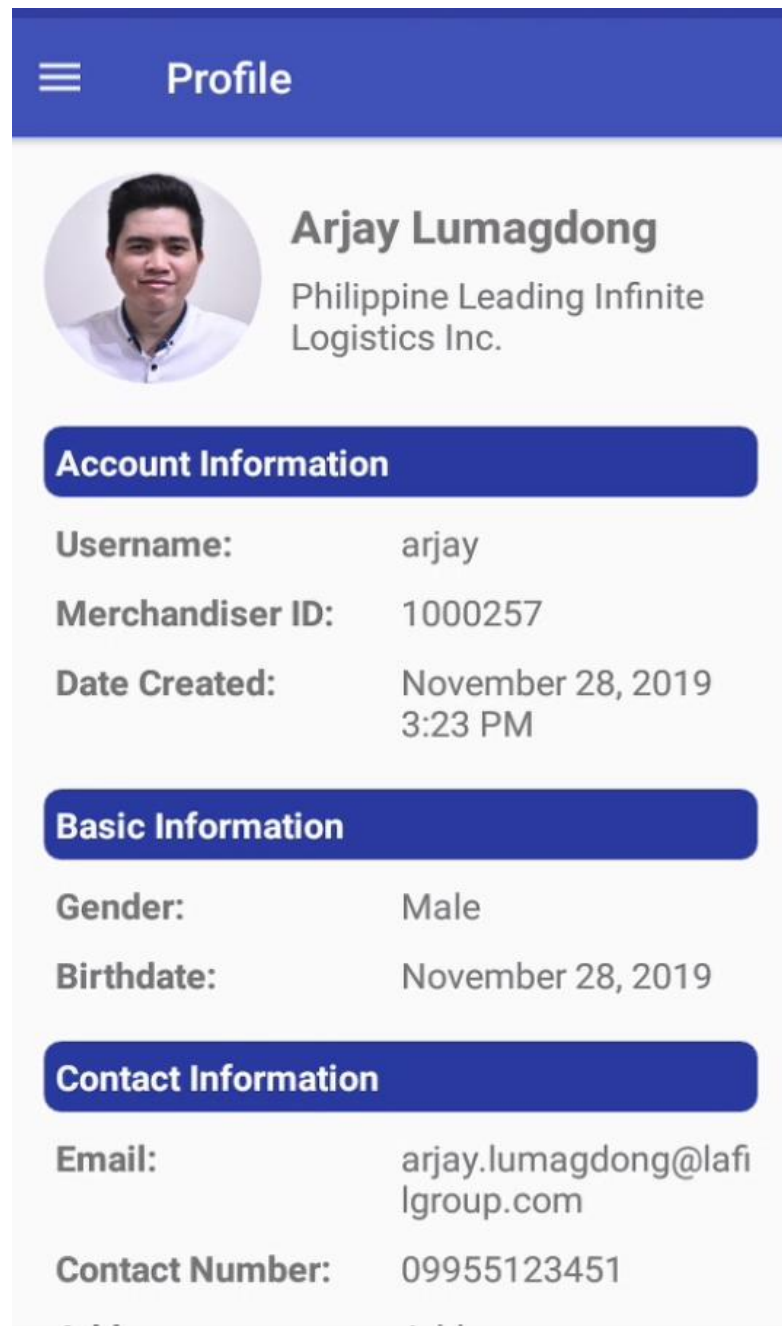 Profile
Arjay Lumagdong
Philippine Leading Infinite
Logistics Inc.
Account Information
Username: arjay
Merchandiser ID: 1000257
Date Created: November 28, 2019
3:23 PM
Basic Information
Gender: Male
Birthdate: November 28, 2019
Contact Information
Email: arjay.lumagdong@lafi
lgroup.com
Contact Number: 09955123451